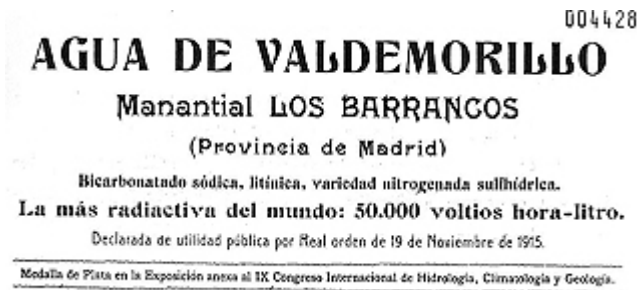 004428
AGUA DE VALDEMORILLO
Manantial LOS BARRANCOS
(Provincia de Madrid)
Bicarbonatado sódica, litínica, variedad nitrogenada sulfhídrica.
La más radiactiva del mundo: 50.000 voltios hora-litro.
Declarada de utilidad pública por Real orden de 19 de Noviembre de 1915.
Medalla de Plata en la Exposición anexa al IX Congreso Internacional de Hidrología, Climatología y Geología.